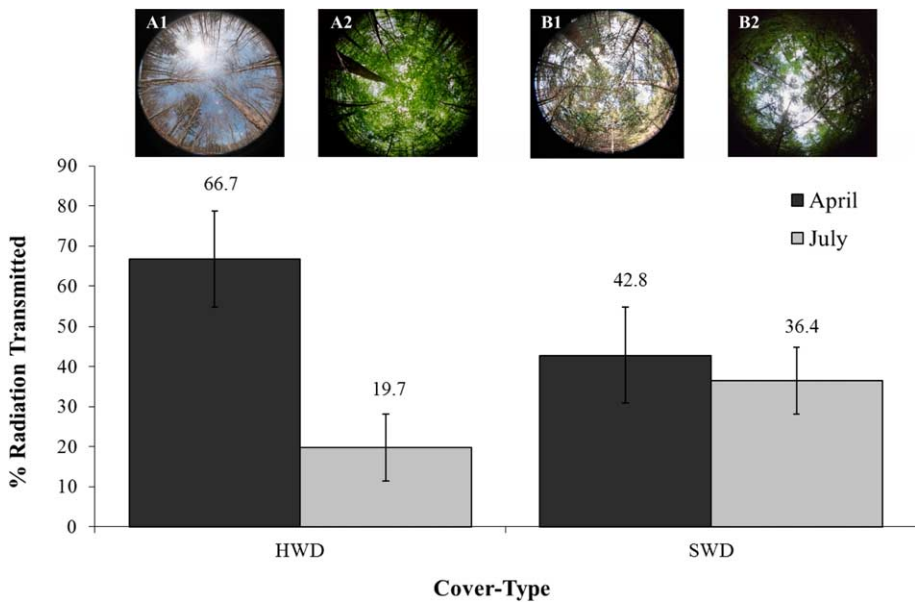 A1 A2 B1 B2
90
80
70
60
50
40
30
20
10
0
% Radiation Transmitted
66.7
19.7
42.8
36.4
April
July
HWD SWD
Cover-Type